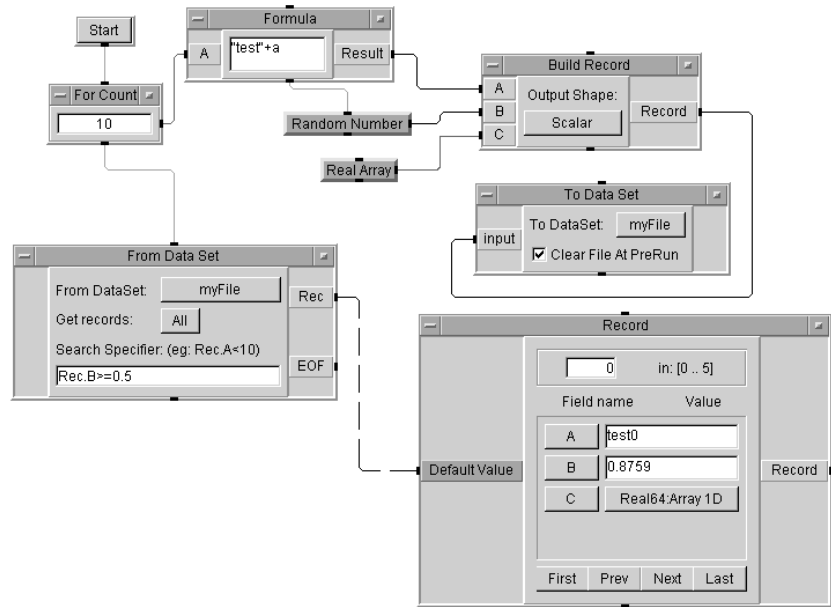 Start
Formula
A
"test"+a
Result
For Count
10
Random Number
Real Array
Build Record
A
B
C
Output Shape:
Scalar
Record
To Data Set
input
To DataSet: myFile
Clear File At PreRun
From Data Set
From DataSet: myFile
Get records: All
Search Specifier: (eg: Rec.A<10)
Rec.B>=0.5
Rec
EOF
Record
Default Value
0 in: [0 .. 5]
Field name Value
A test0
B 0.8759
C Real64:Array 1D
First Prev Next Last
Record